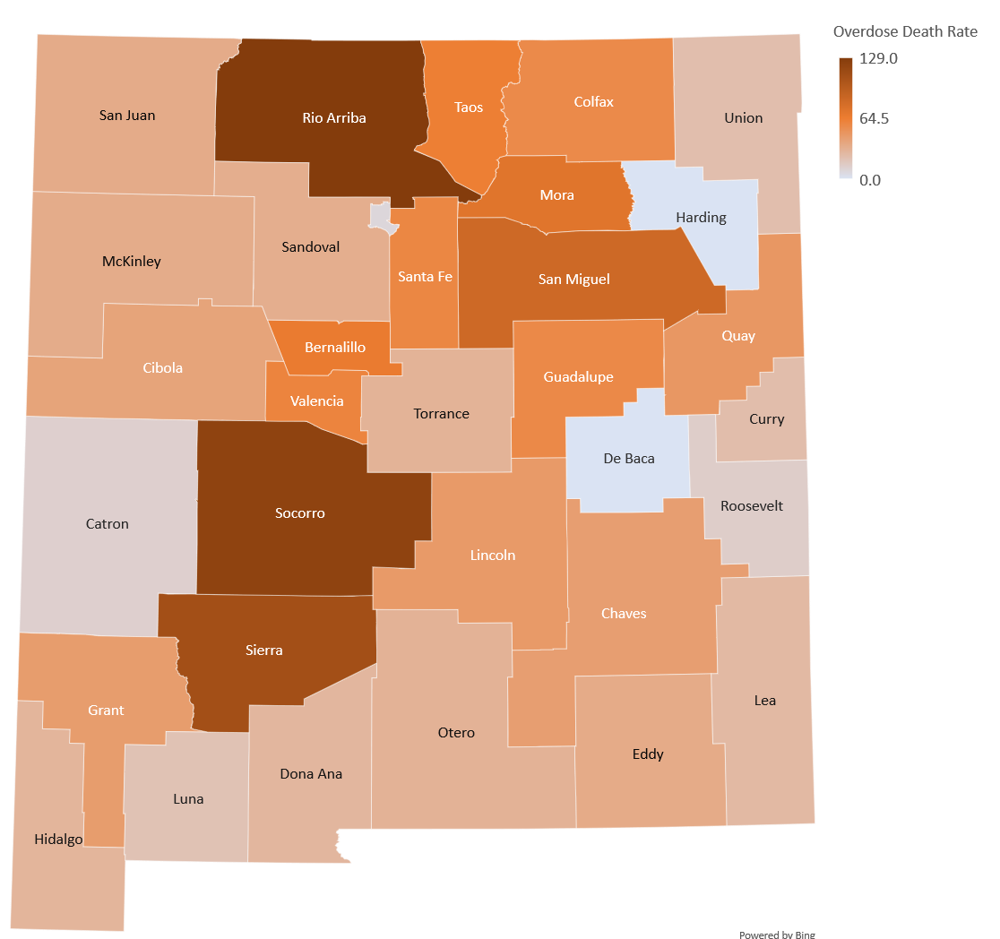 Overdose Death Rate
129.0
64.5
0.0
San Juan
Rio Arriba
Taos
Colfax
Union
Mora
Harding
McKinley
Sandoval
Santa Fe
San Miguel
Bernalillo
Quay
Cibola
Guadalupe
Valencia
Torrance
Curry
De Baca
Roosevelt
Catron
Socorro
Lincoln
Chaves
Sierra
Grant
Lea
Otero
Eddy
Dona Ana
Luna
Hidalgo
Powered by Bing